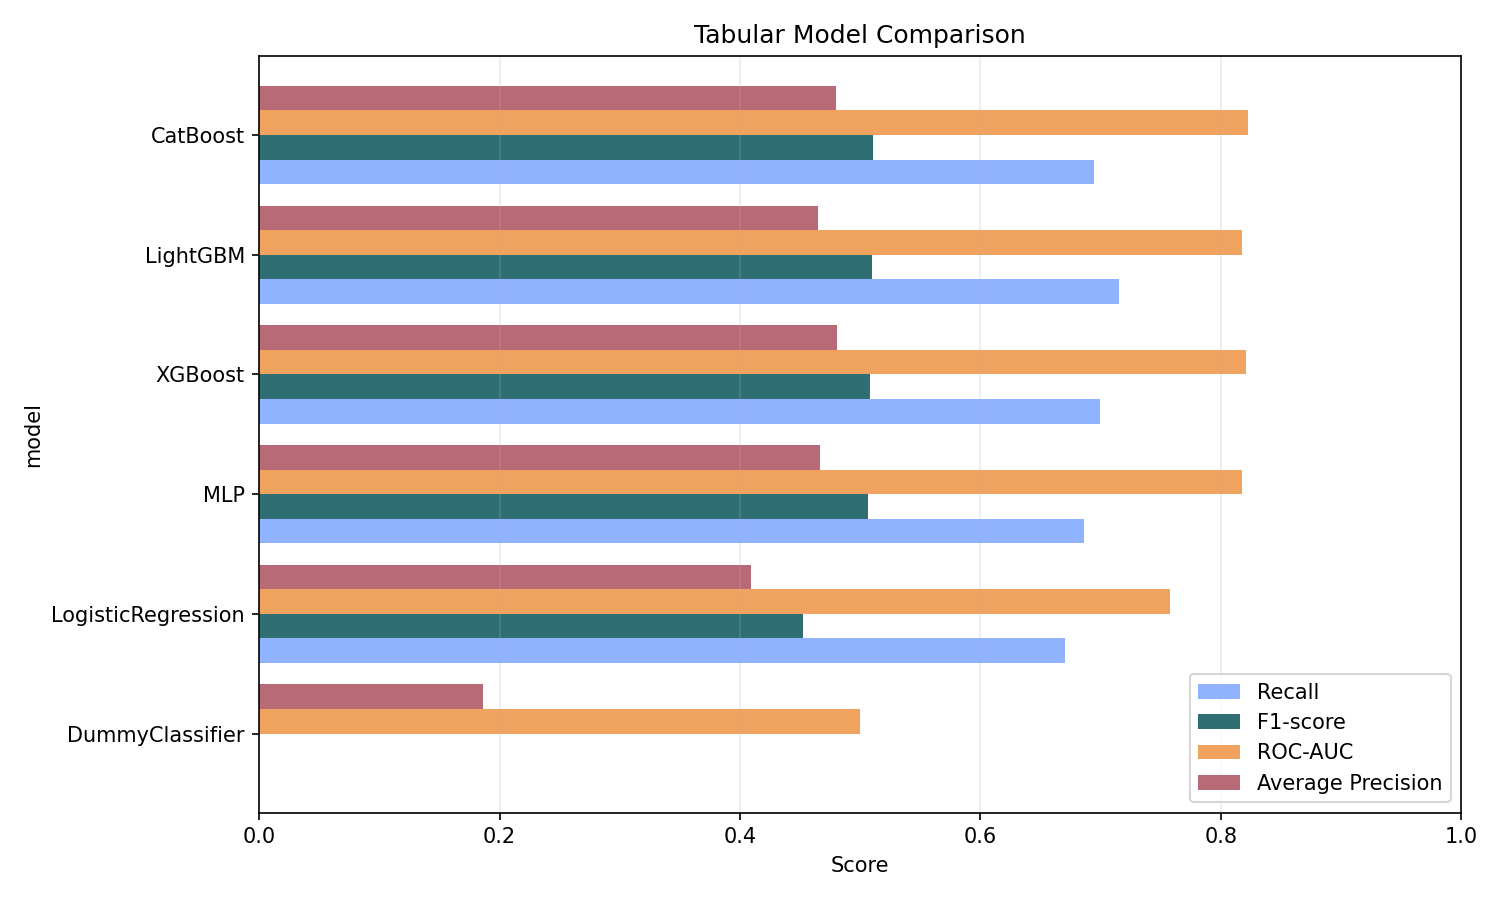 Tabular Model Comparison
CatBoost
LightGBM
XGBoost
MLP
LogisticRegression
DummyClassifier
model
Recall
F1-score
ROC-AUC
Average Precision
0.0 0.2 0.4 0.6 0.8 1.0
Score